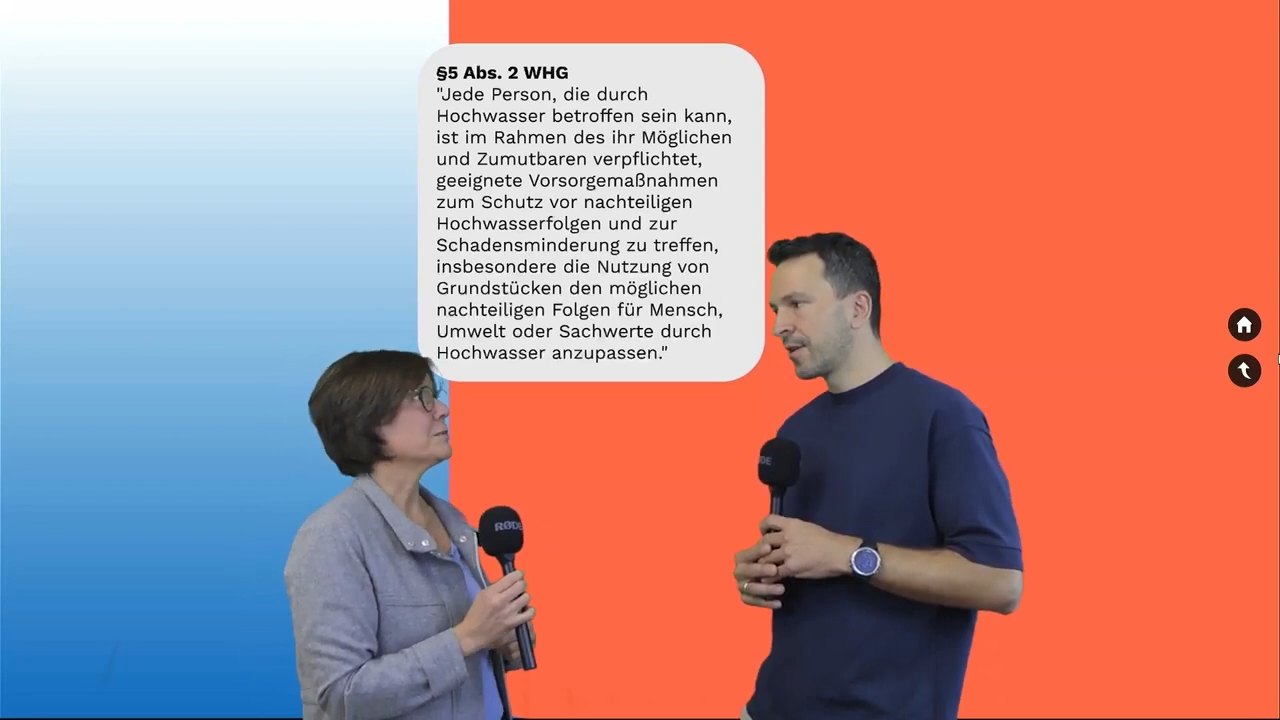 §5 Abs. 2 WHG
"Jede Person, die durch
Hochwasser betroffen sein kann,
ist im Rahmen des ihr Möglichen
und Zumutbaren verpflichtet,
geeignete Vorsorgemaßnahmen
zum Schutz vor nachteiligen
Hochwasserfolgen und zur
Schadensminderung zu treffen,
insbesondere die Nutzung von
Grundstücken den möglichen
nachteiligen Folgen für Mensch,
Umwelt oder Sachwerte durch
Hochwasser anzupassen."
RØDE